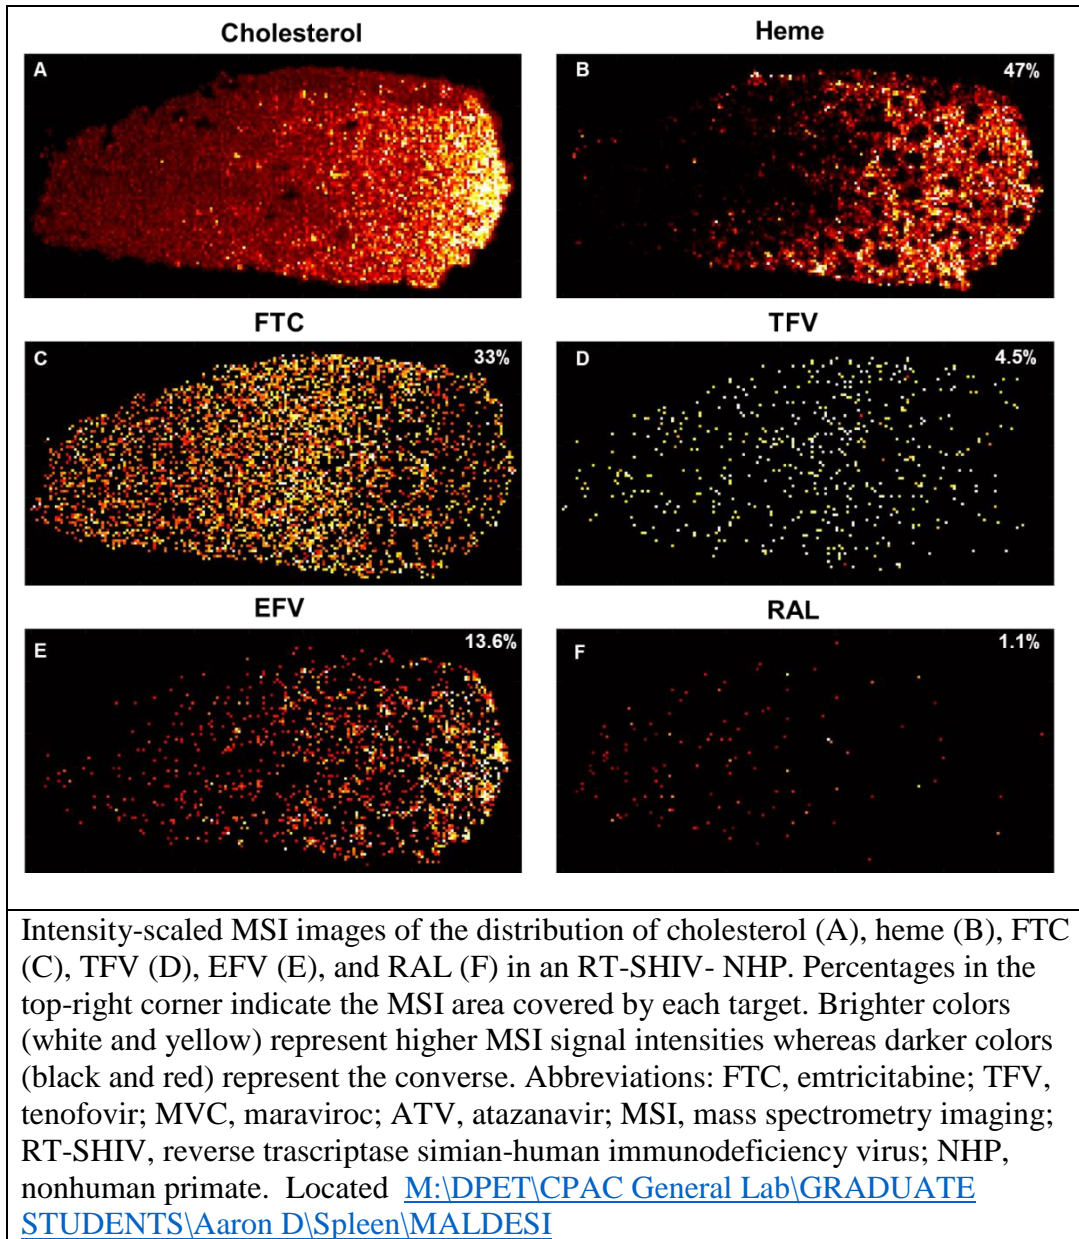 Cholesterol
Heme
A
B
47%
FTC
TFV
C
33%
D
4.5%
EFV
RAL
E
13.6%
F
1.1%
Intensity-scaled MSI images of the distribution of cholesterol (A), heme (B), FTC
(C), TFV (D), EFV (E), and RAL (F) in an RT-SHIV- NHP. Percentages in the
top-right corner indicate the MSI area covered by each target. Brighter colors
(white and yellow) represent higher MSI signal intensities whereas darker colors
(black and red) represent the converse. Abbreviations: FTC, emtricitabine; TFV,
tenofovir; MVC, maraviroc; ATV, atazanavir; MSI, mass spectrometry imaging;
RT-SHIV, reverse trascriptase simian-human immunodeficiency virus; NHP,
nonhuman primate. Located M:\DPET\CPAC General Lab\GRADUATE
STUDENTS\Aaron D\Spleen\MALDESI